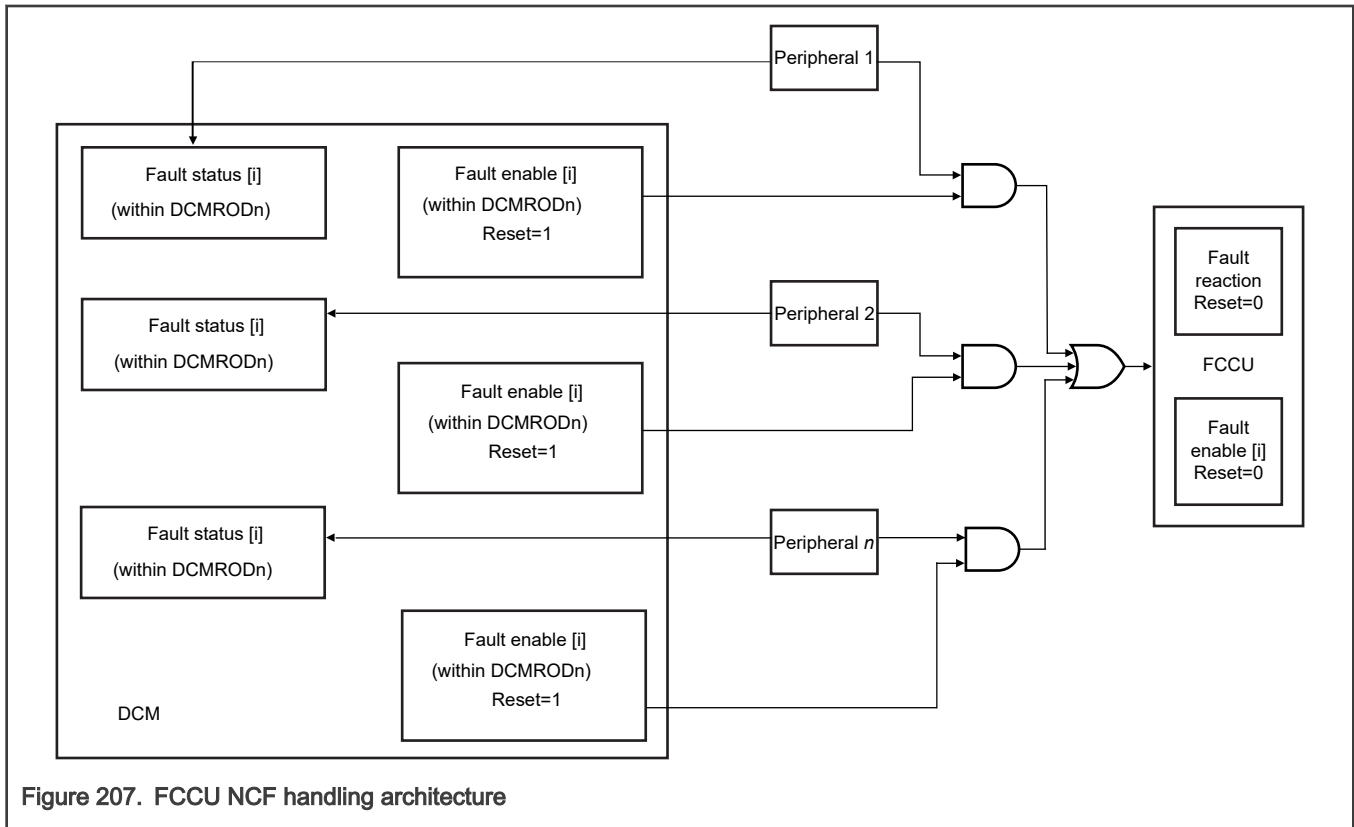 Peripheral 1
Fault status [i]
(within DCMRODn)
Fault enable [i]
(within DCMRODn)
Reset=1
Fault status [i]
(within DCMRODn)
Peripheral 2
Fault enable [i]
(within DCMRODn)
Reset=1
Fault status [i]
(within DCMRODn)
Peripheral n
Fault enable [i]
(within DCMRODn)
Reset=1
DCM
Fault
reaction
Reset=0
FCCU
Fault
enable [i]
Reset=0
Figure 207. FCCU NCF handling architecture